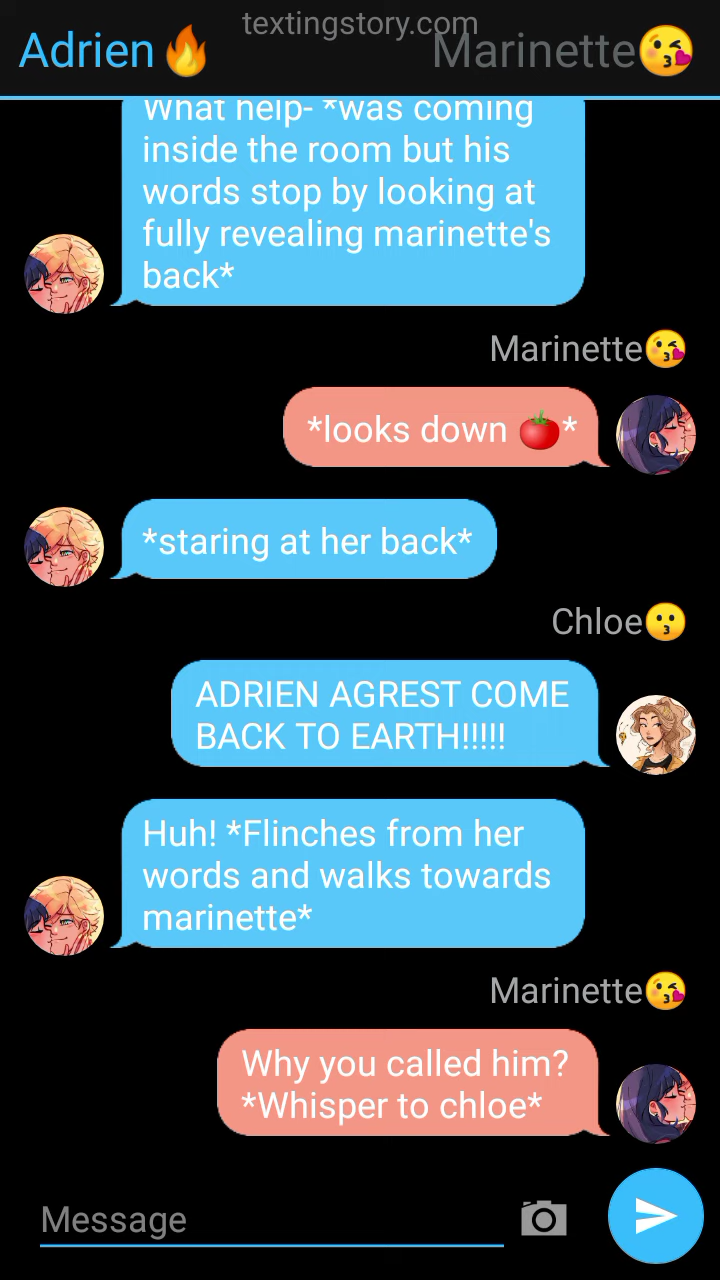 textingstory.com
Adrien🔥 Marinette😘
What help- *was coming
inside the room but his
words stop by looking at
fully revealing marinette's
back*
Marinette😘
*looks down 🍅*
*staring at her back*
Chloe😗
ADRIEN AGREST COME
BACK TO EARTH!!!!!
Huh! *Flinches from her
words and walks towards
marinette*
Marinette😘
Why you called him?
*Whisper to chloe*
Message